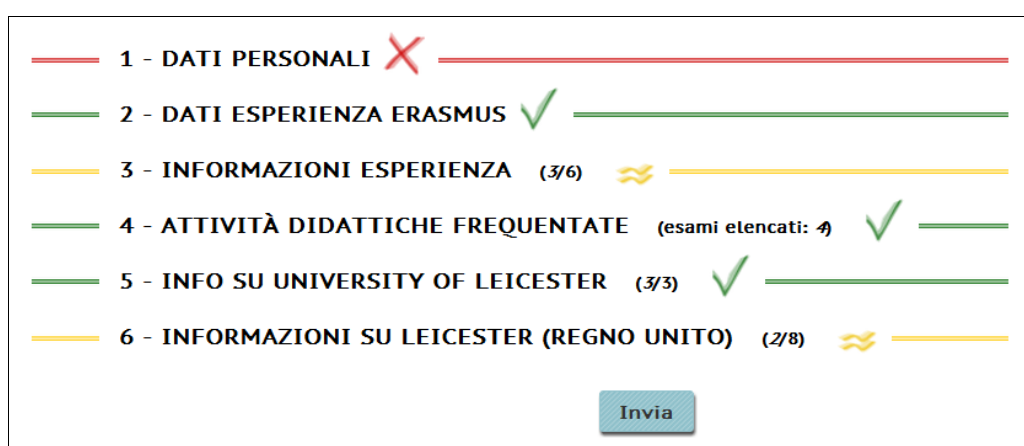 1 - DATI PERSONALI
2 - DATI ESPERIENZA ERASMUS
3 - INFORMAZIONI ESPERIENZA (3/6)
4 - ATTIVITÀ DIDATTICHE FREQUENTATE (esami elencati: 4)
5 - INFO SU UNIVERSITY OF LEICESTER (3/3)
6 - INFORMAZIONI SU LEICESTER (REGNO UNITO) (2/8)
Invia